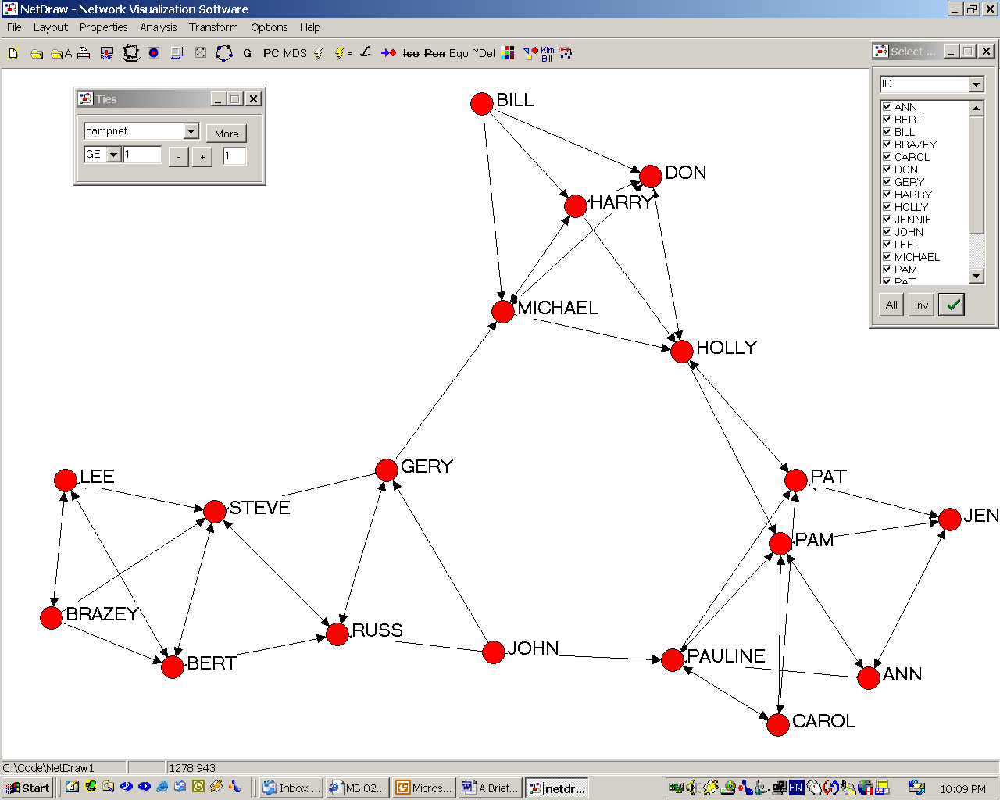 NetDraw - Network Visualization Software
File Layout Properties Analysis Transform Options Help
A BMP G PC MDS = Iso Pen Ego ~Del Kim Bill
Select ...
ID
ANN
BERT
BILL
BRAZEY
CAROL
DON
GERY
HARRY
HOLLY
JENNIE
JOHN
LEE
MICHAEL
PAM
PAT
All Inv
Ties
campnet More
GE 1 - + 1
BILL
DON
HARRY
MICHAEL
HOLLY
GERY
LEE
PAT
STEVE
JEN
PAM
BRAZEY
RUSS
JOHN
BERT
PAULINE
ANN
CAROL
C:\Code\NetDraw1 1278 943
Start Inbox ... MB 02... Micros... A Brief... netdr... EN 10:09 PM